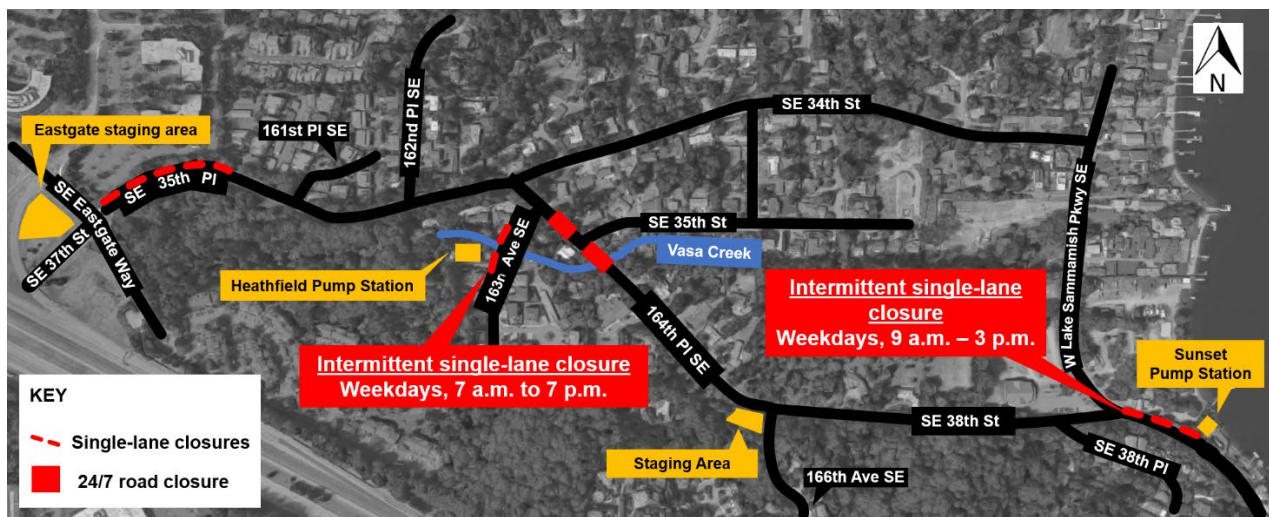 N
SE 34th St
Eastgate staging area
161st Pl SE
162nd Pl SE
SE 35th Pl
SE Eastgate Way
SE 37th St
163n Ave SE
SE 35th St
Vasa Creek
W Lake Sammamish Pkwy SE
Heathfield Pump Station
164th Pl SE
Intermittent single-lane
closure
Weekdays, 9 a.m. – 3 p.m.
Intermittent single-lane closure
Weekdays, 7 a.m. to 7 p.m.
Sunset
Pump Station
KEY
Single-lane closures
24/7 road closure
SE 38th St
SE 38th Pl
Staging Area
166th Ave SE